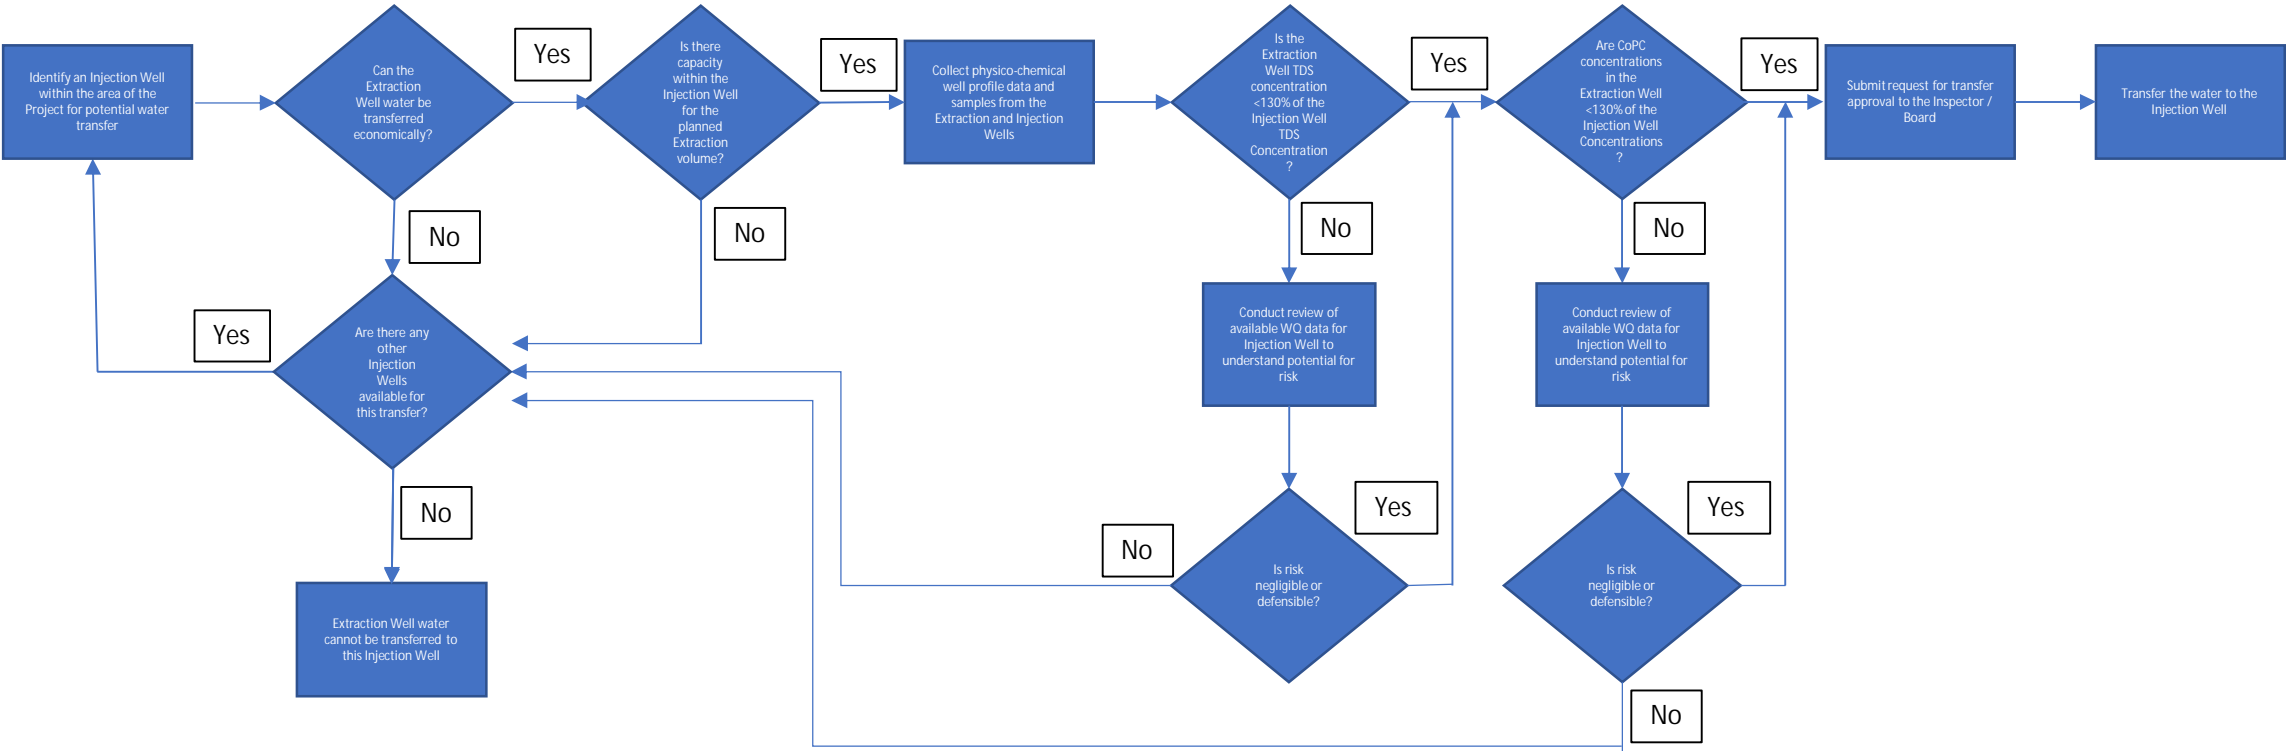 Identify an Injection Well
within the area of the
Project for potential water
transfer
Can the
Extraction
Well water be
transferred
economically?
Yes
Is there
capacity
within the
Injection Well
for the
planned
Extraction
volume?
Yes
Collect physico-chemical
well profile data and
samples from the
Extraction and Injection
Wells
Is the
Extraction
Well TDS
concentration
<130% of the
Injection Well
TDS
Concentration
?
Yes
Are CoPC
concentrations
in the
Extraction Well
<130% of the
Injection Well
Concentrations
?
Yes
Submit request for transfer
approval to the Inspector /
Board
Transfer the water to the
Injection Well
No
No
No
No
Yes
Are there any
other
Injection
Wells
available for
this transfer?
Conduct review of
available WQ data for
Injection Well to
understand potential for
risk
Conduct review of
available WQ data for
Injection Well to
understand potential for
risk
No
Extraction Well water
cannot be transferred to
this Injection Well
No
Is risk
negligible or
defensible?
Yes
Is risk
negligible or
defensible?
Yes
No